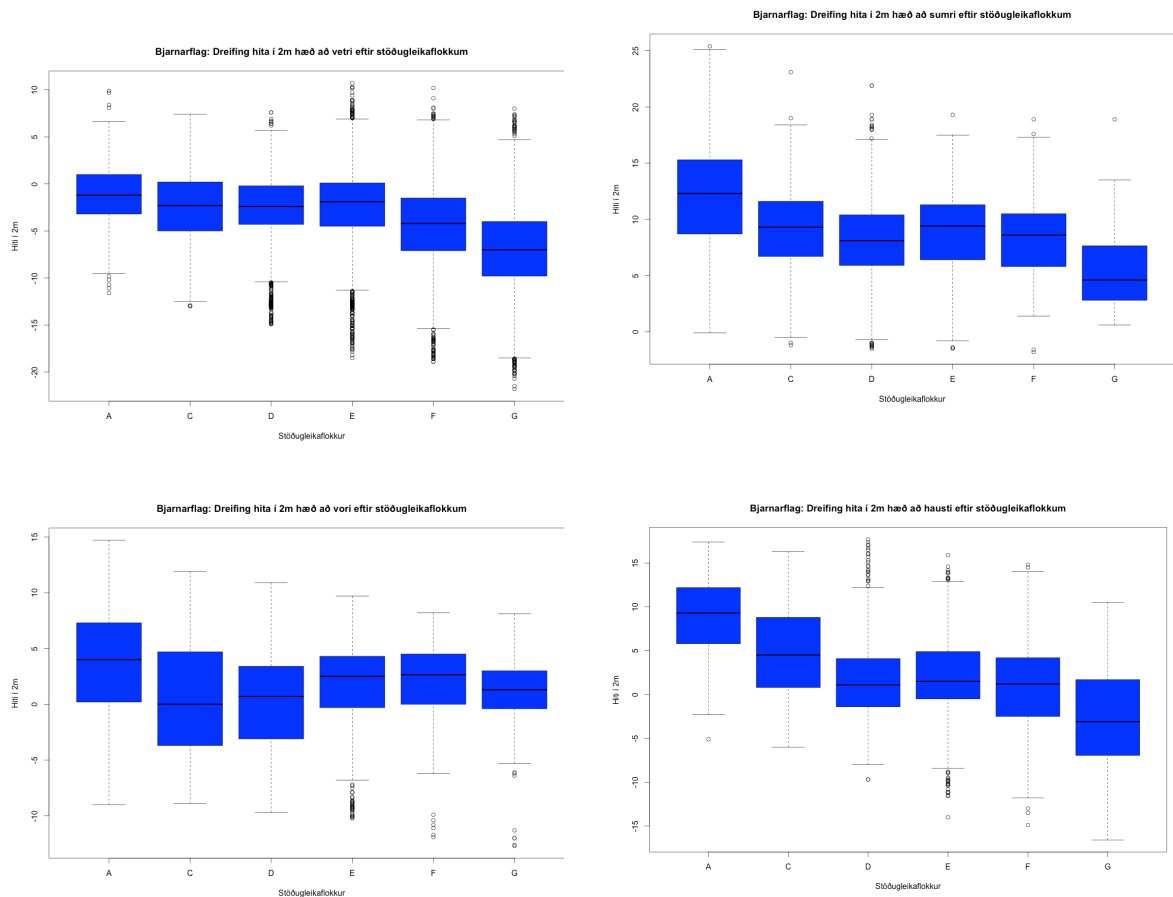 Bjarnarflag: Dreifing hita í 2m hæð að vetri eftir stöðugleikaflokkum
Hiti í 2m
10
5
0
-5
-10
-15
-20
A C D E F G
Stöðugleikaflokkur
Bjarnarflag: Dreifing hita í 2m hæð að sumri eftir stöðugleikaflokkum
Hiti í 2m
25
20
15
10
5
0
A C D E F G
Stöðugleikaflokkur
Bjarnarflag: Dreifing hita í 2m hæð að vori eftir stöðugleikaflokkum
Hiti í 2m
15
10
5
0
-5
-10
A C D E F G
Stöðugleikaflokkur
Bjarnarflag: Dreifing hita í 2m hæð að hausti eftir stöðugleikaflokkum
Hiti í 2m
15
10
5
0
-5
-10
-15
A C D E F G
Stöðugleikaflokkur